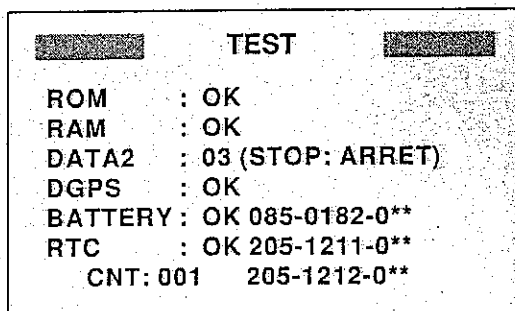 TEST
ROM : OK
RAM : OK
DATA2 : 03 (STOP: ARRET)
DGPS : OK
BATTERY: OK 085-0182-0**
RTC : OK 205-1211-0**
CNT: 001 205-1212-0**